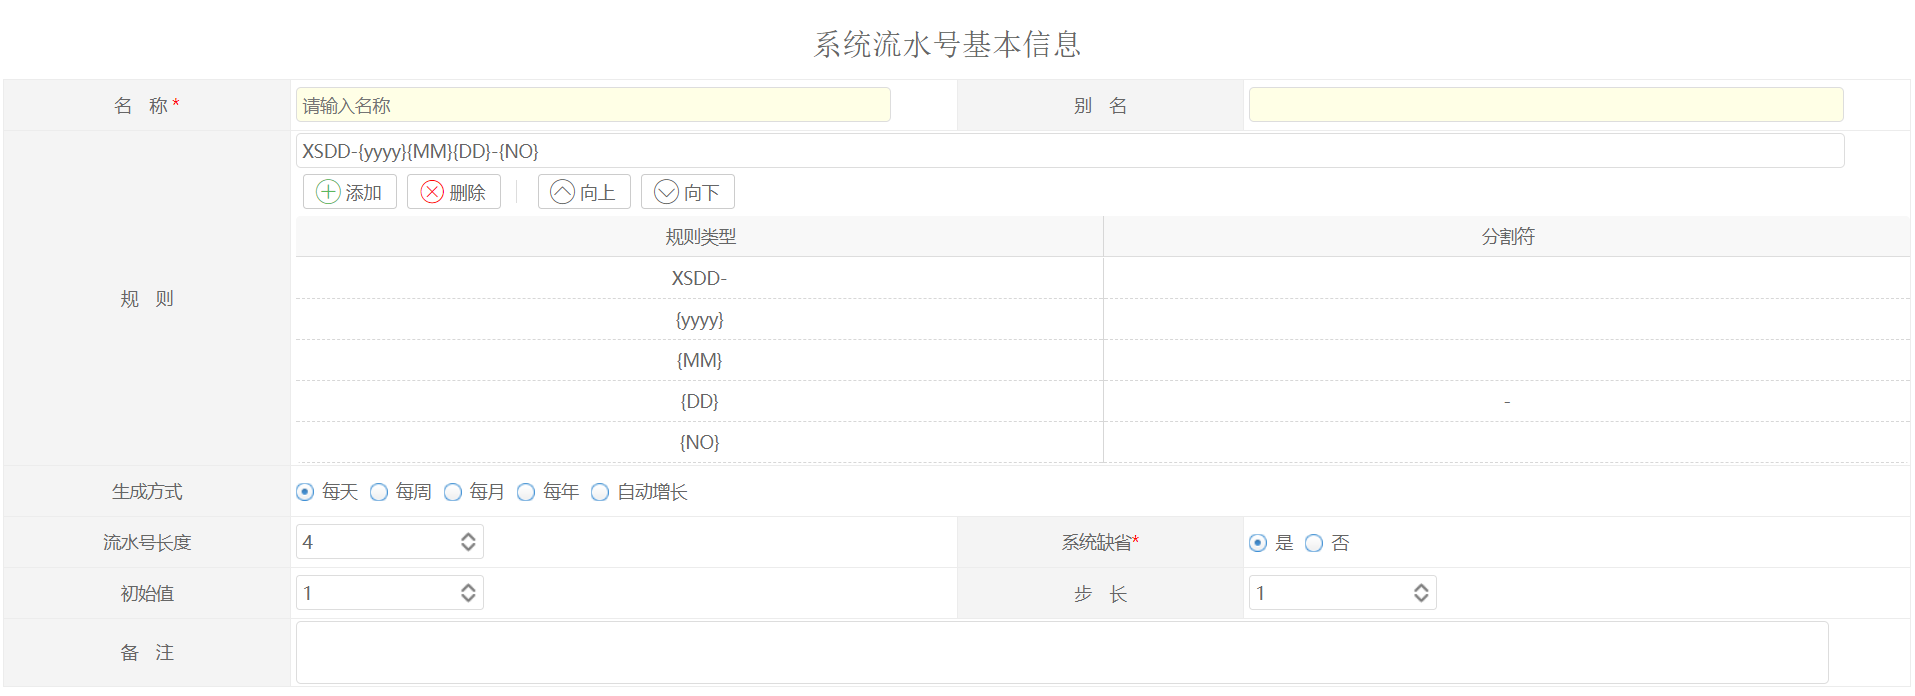 系统流水号基本信息
名 称* 请输入名称 别 名
XSDD-{yyyy}{MM}{DD}-{NO}
添加 删除 向上 向下
规则类型 分割符
XSDD-
{yyyy}
规 则
{MM}
{DD} -
{NO}
生成方式 每天 每周 每月 每年 自动增长
流水号长度 4 系统缺省* 是 否
初始值 1 步 长 1
备 注